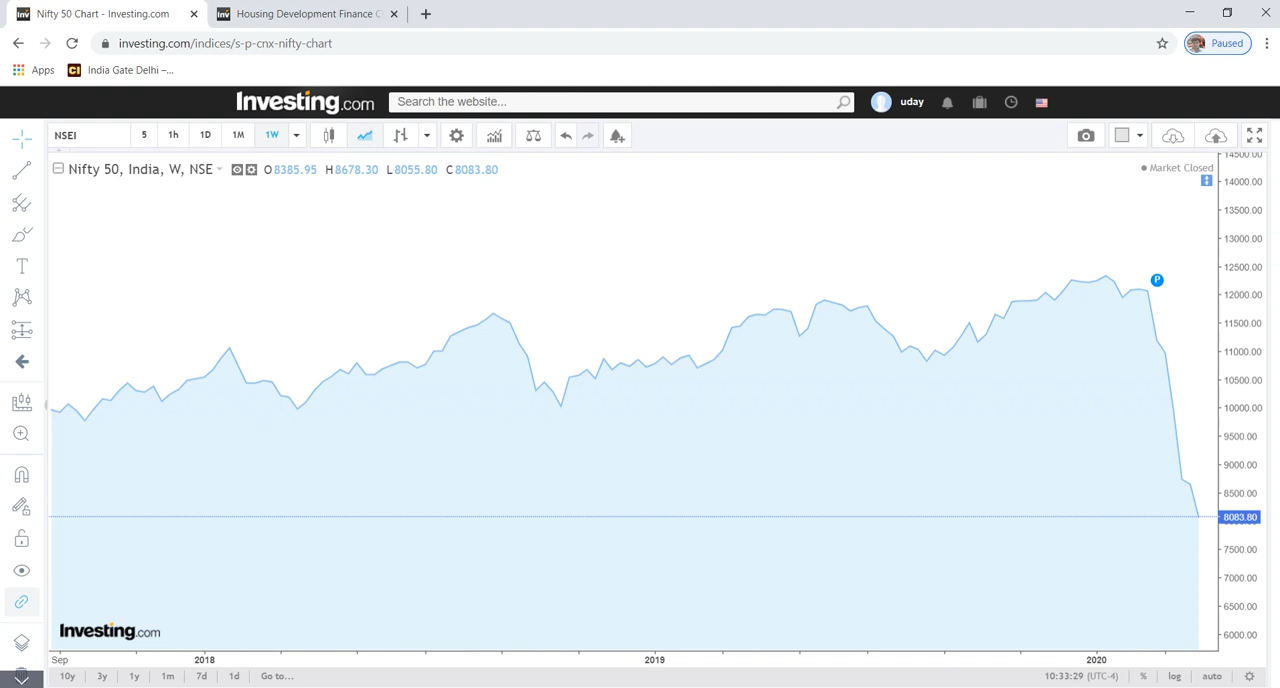 Nifty 50 Chart - Investing.com
Housing Development Finance C
investing.com/indices/s-p-cnx-nifty-chart
Paused
Apps
CI India Gate Delhi –...
Investing.com
Search the website...
uday
NSEI 5 1h 1D 1M 1W
Nifty 50, India, W, NSE O 8385.95 H 8678.30 L 8055.80 C 8083.80
Market Closed
14500.00
14000.00
13500.00
13000.00
12500.00
P
12000.00
11500.00
11000.00
10500.00
10000.00
9500.00
9000.00
8500.00
8083.80
7500.00
7000.00
6500.00
6000.00
Investing.com
Sep 2018 2019 2020
10y 3y 1y 1m 7d 1d Go to... 10:33:29 (UTC-4) % log auto